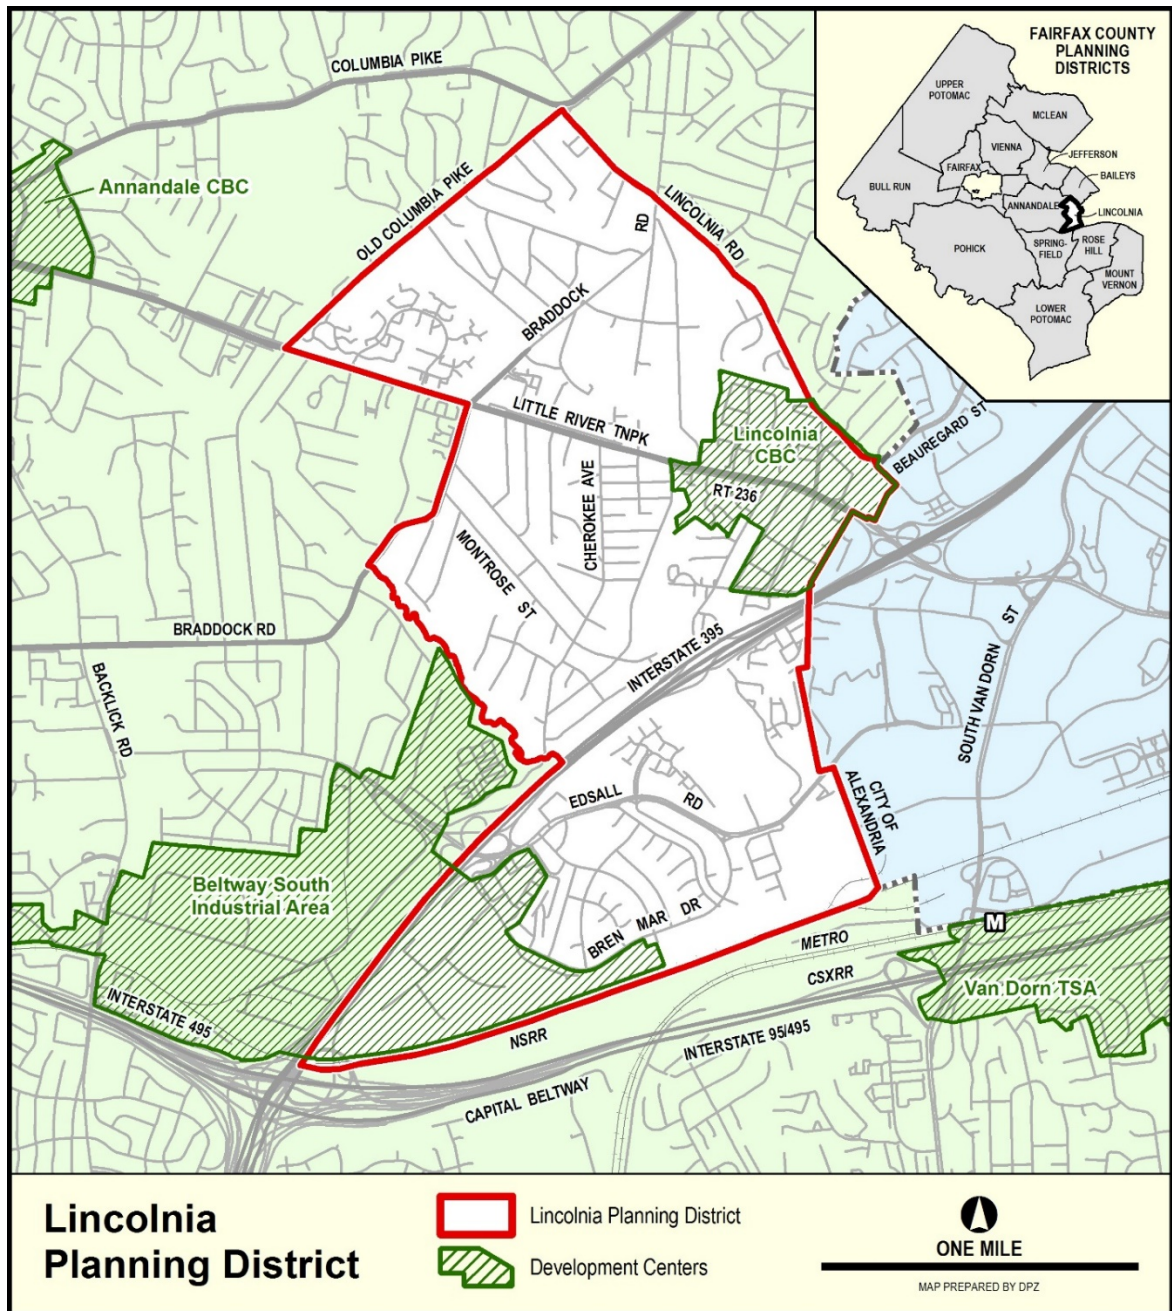 FAIRFAX COUNTY
PLANNING
DISTRICTS
UPPER
POTOMAC
MCLEAN
VIENNA
JEFFERSON
FAIRFAX
BAILEYS
BULL RUN
ANNANDALE
LINCOLNIA
SPRING-
FIELD
ROSE
HILL
POHICK
MOUNT
VERNON
LOWER
POTOMAC
COLUMBIA PIKE
Annandale CBC
OLD COLUMBIA PIKE
LINCOLNIA RD
BRADDOCK RD
LITTLE RIVER TNPK
Lincolnia
CBC
BEAUREGARD ST
RT 236
CHEROKEE AVE
MONTROSE ST
BRADDOCK RD
INTERSTATE 395
SOUTH VAN DORN ST
BACKLICK RD
EDSALL RD
CITY OF
ALEXANDRIA
Beltway South
Industrial Area
BREN MAR DR
M
METRO
CSXRR
Van Dorn TSA
INTERSTATE 495
NSRR
INTERSTATE 95/495
CAPITAL BELTWAY
Lincolnia
Planning District
Lincolnia Planning District
Development Centers
ONE MILE
MAP PREPARED BY DPZ